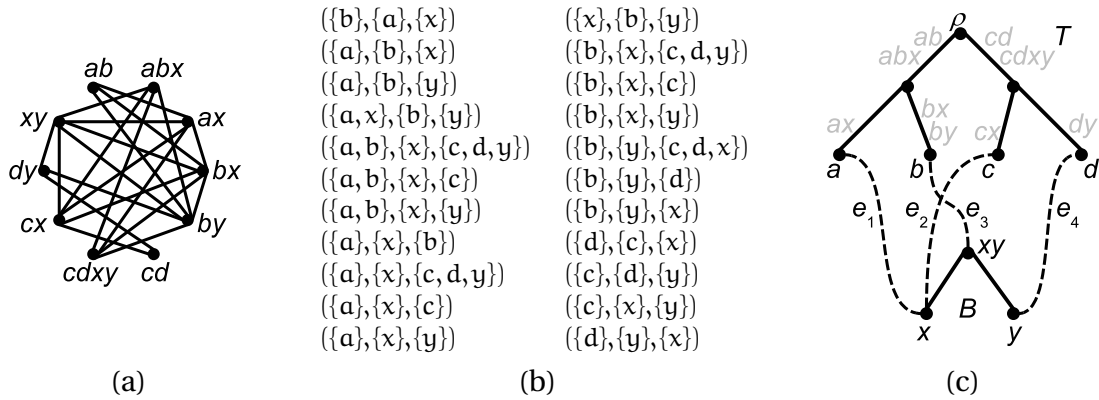 ab abx
xy ax
dy bx
cx by
cdxy cd
(a)
({b},{a},{x})
({a},{b},{x})
({a},{b},{y})
({a,x},{b},{y})
({a,b},{x},{c,d,y})
({a,b},{x},{c})
({a,b},{x},{y})
({a},{x},{b})
({a},{x},{c,d,y})
({a},{x},{c})
({a},{x},{y})
({x},{b},{y})
({b},{x},{c,d,y})
({b},{x},{c})
({b},{x},{y})
({b},{y},{c,d,x})
({b},{y},{d})
({b},{y},{x})
({d},{c},{x})
({c},{d},{y})
({c},{x},{y})
({d},{y},{x})
(b)
ρ
ab cd T
abx cdxy
bx
ax by cx dy
a b c d
e1 e2 e3 e4
xy
x B y
(c)